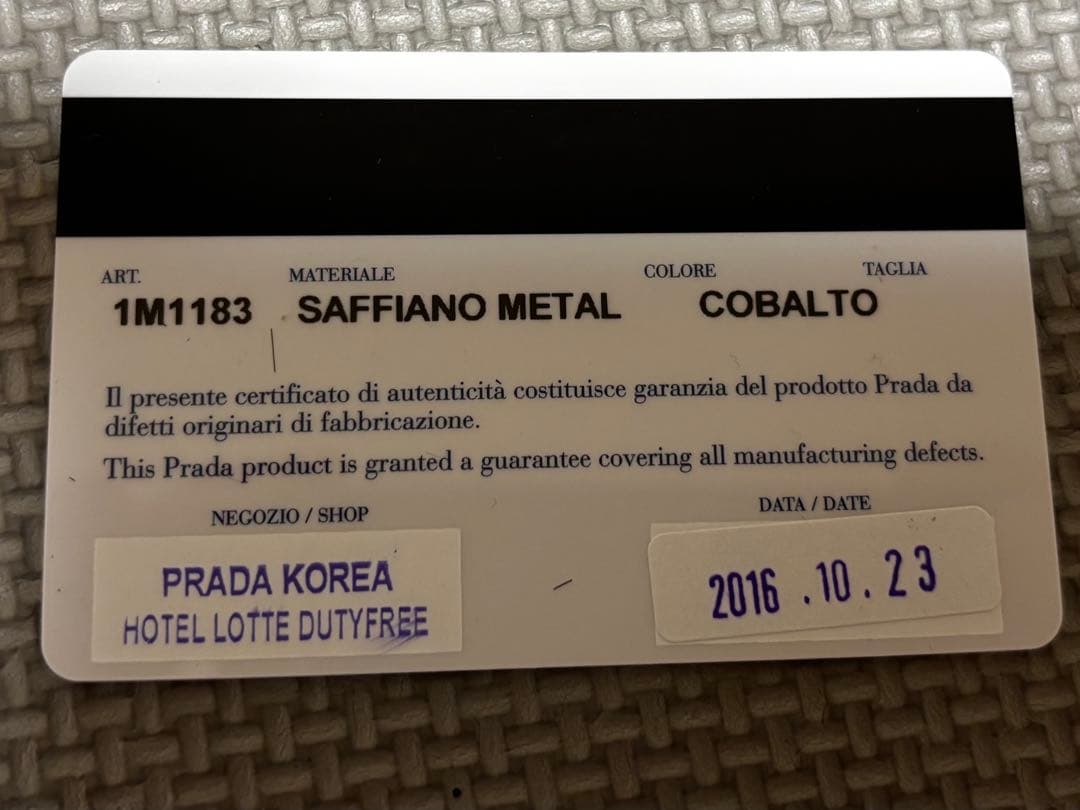 ART. MATERIALE COLORE TAGLIA
1M1183 SAFFIANO METAL COBALTO
Il presente certificato di autenticità costituisce garanzia del prodotto Prada da
difetti originari di fabbricazione.
This Prada product is granted a guarantee covering all manufacturing defects.
NEGOZIO / SHOP DATA / DATE
PRADA KOREA
HOTEL LOTTE DUTYFREE
2016 .10.23